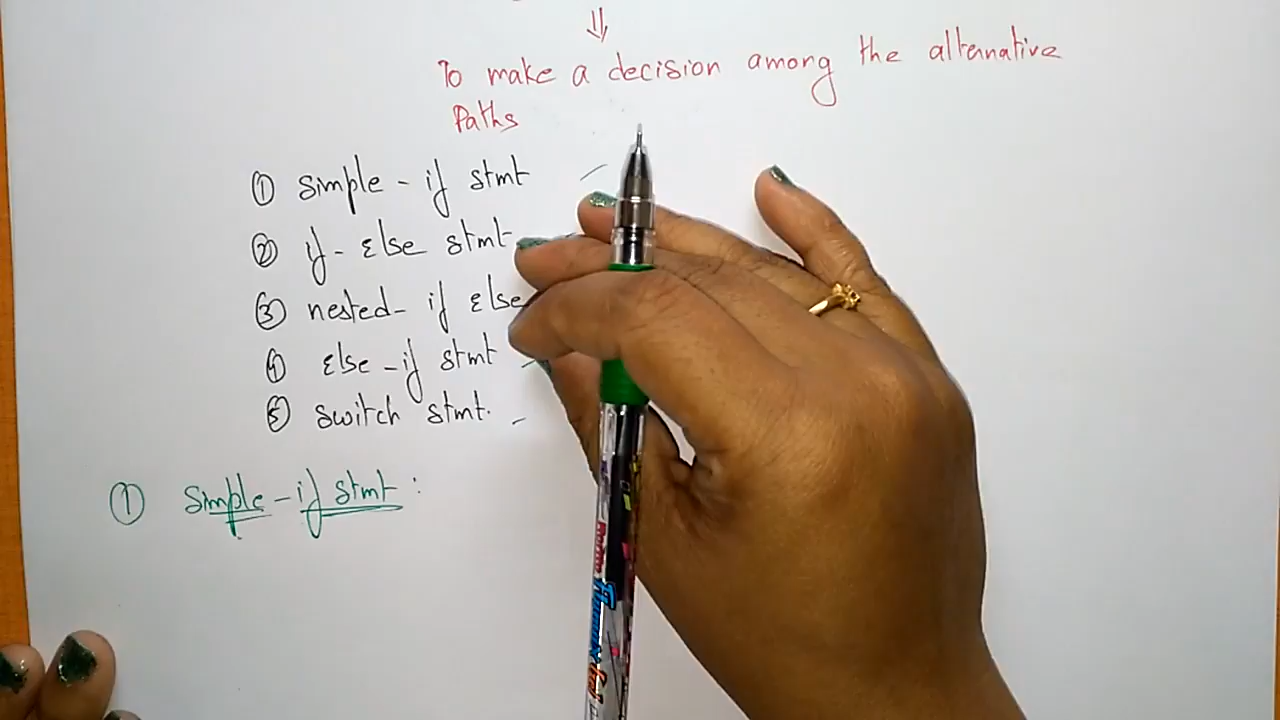 ⇓
To make a decision among the alternative
Paths
① simple - if stmt
② if - Else stmt
③ nested - if Else
④ Else - if stmt
⑤ switch stmt.
① Simple - if stmt :